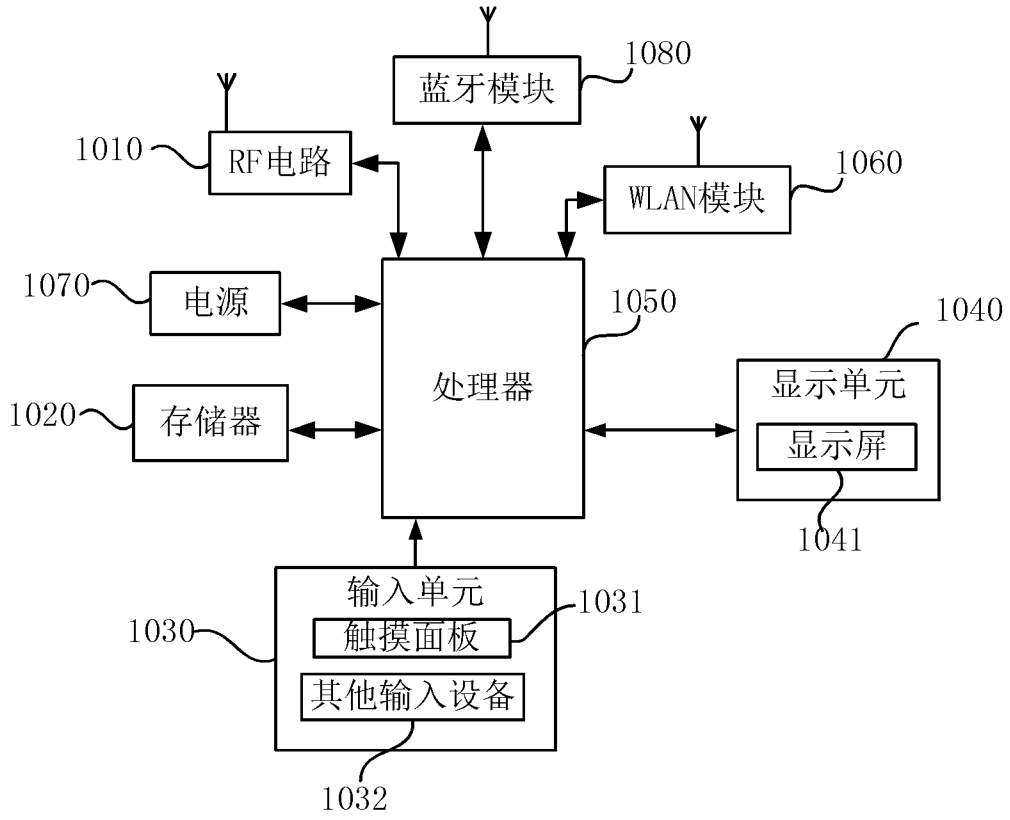 1080
蓝牙模块
1010
RF电路
1060
WLAN模块
1070
电源
1050
1040
处理器
显示单元
1020
存储器
显示屏
1041
输入单元
1031
1030
触摸面板
其他输入设备
1032